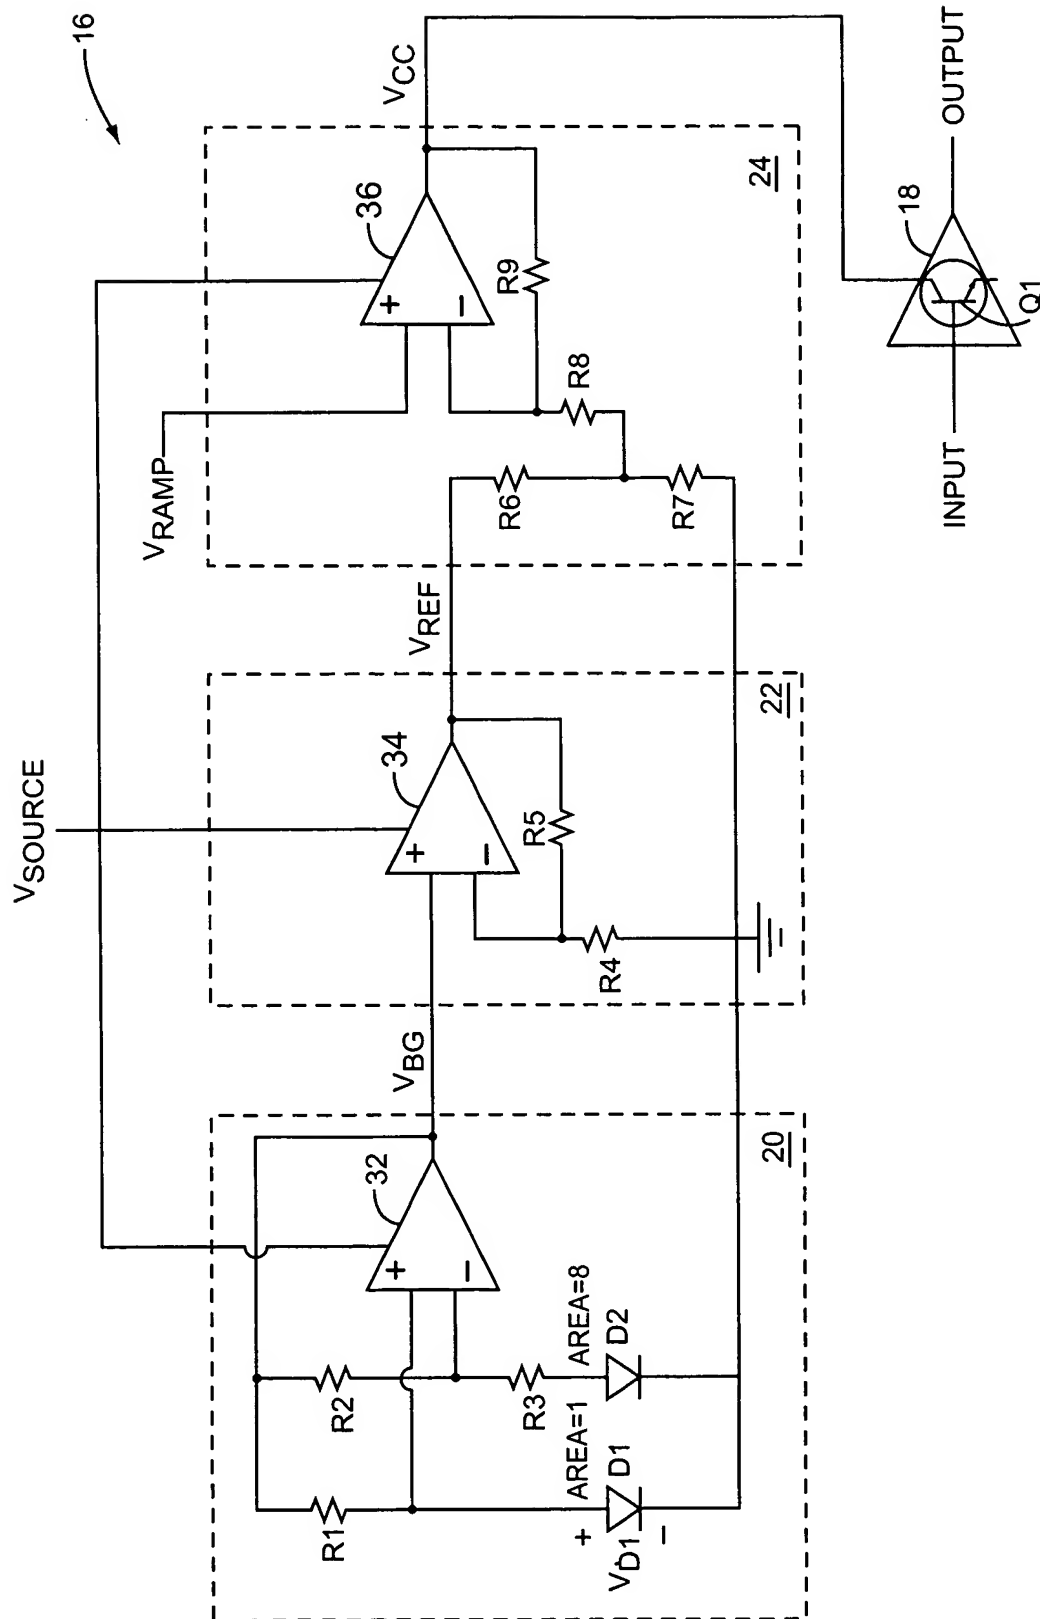 16
VSOURCE
VRAMP
VCC
20
32
+
−
R1
R2
R3
AREA=1
AREA=8
D1
D2
+
VD1
−
VBG
22
34
+
−
R4
R5
VREF
24
36
+
−
R6
R7
R8
R9
18
Q1
INPUT
OUTPUT